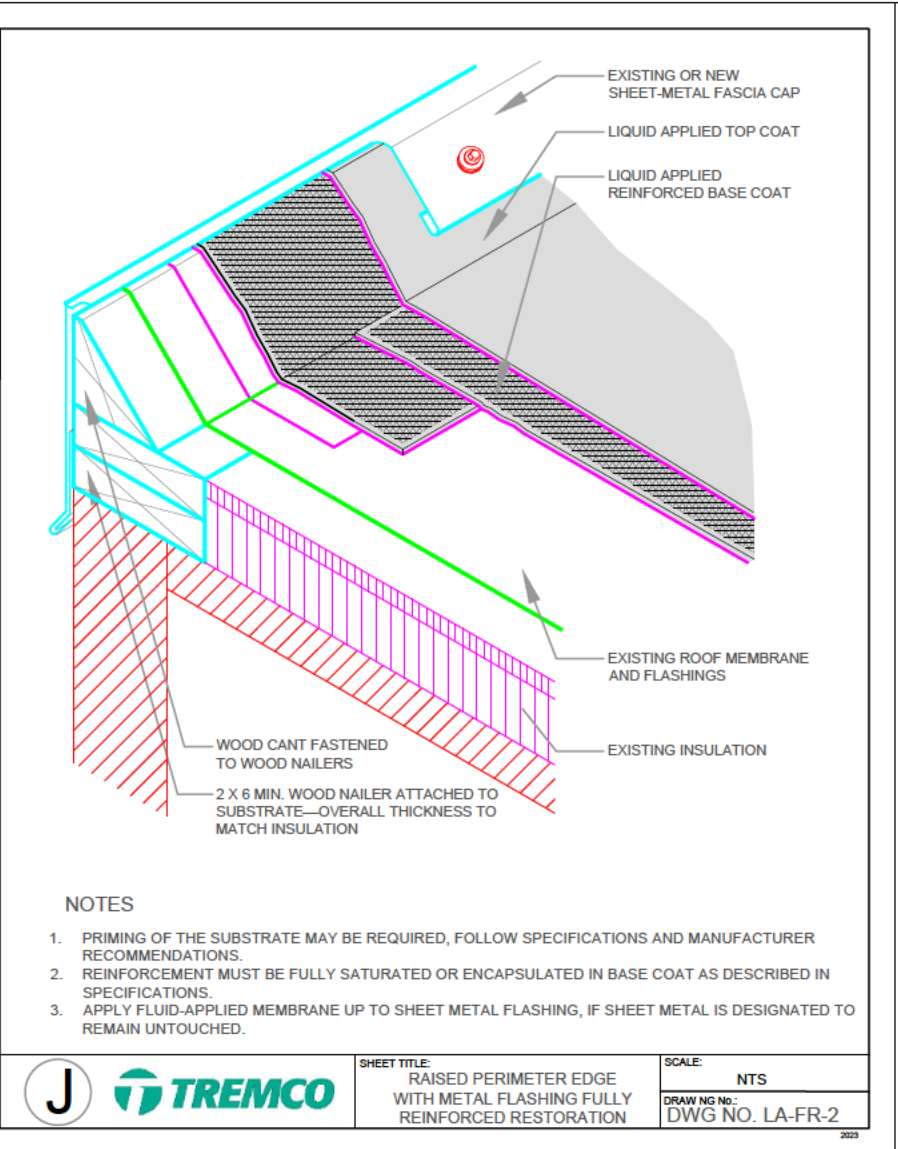 EXISTING OR NEW
SHEET-METAL FASCIA CAP
LIQUID APPLIED TOP COAT
LIQUID APPLIED
REINFORCED BASE COAT
EXISTING ROOF MEMBRANE
AND FLASHINGS
EXISTING INSULATION
WOOD CANT FASTENED
TO WOOD NAILERS
2 X 6 MIN. WOOD NAILER ATTACHED TO
SUBSTRATE—OVERALL THICKNESS TO
MATCH INSULATION
NOTES
1. PRIMING OF THE SUBSTRATE MAY BE REQUIRED, FOLLOW SPECIFICATIONS AND MANUFACTURER
RECOMMENDATIONS.
2. REINFORCEMENT MUST BE FULLY SATURATED OR ENCAPSULATED IN BASE COAT AS DESCRIBED IN
SPECIFICATIONS.
3. APPLY FLUID-APPLIED MEMBRANE UP TO SHEET METAL FLASHING, IF SHEET METAL IS DESIGNATED TO
REMAIN UNTOUCHED.
J
TREMCO
SHEET TITLE:
RAISED PERIMETER EDGE
WITH METAL FLASHING FULLY
REINFORCED RESTORATION
SCALE:
NTS
DRAW NG No.:
DWG NO. LA-FR-2
2023